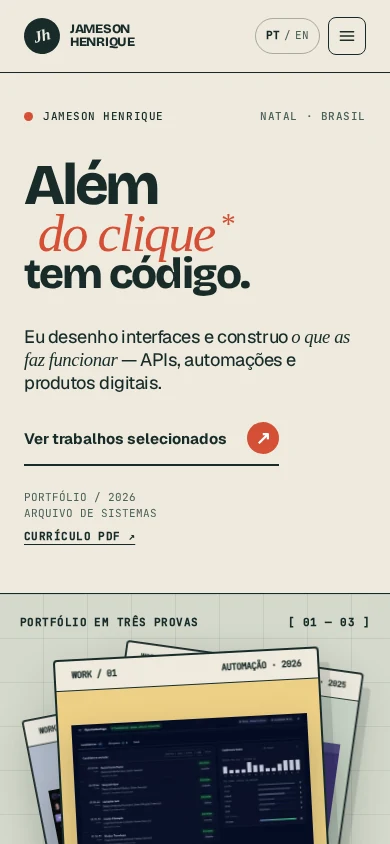 Jh
JAMESON
HENRIQUE
PT / EN
JAMESON HENRIQUE
NATAL · BRASIL
Além
do clique*
tem código.
Eu desenho interfaces e construo o que as
faz funcionar — APIs, automações e
produtos digitais.
Ver trabalhos selecionados ↗
PORTFÓLIO / 2026
ARQUIVO DE SISTEMAS
CURRÍCULO PDF ↗
PORTFÓLIO EM TRÊS PROVAS
[ 01 — 03 ]
WORK / 01
AUTOMAÇÃO · 2026
· 2025